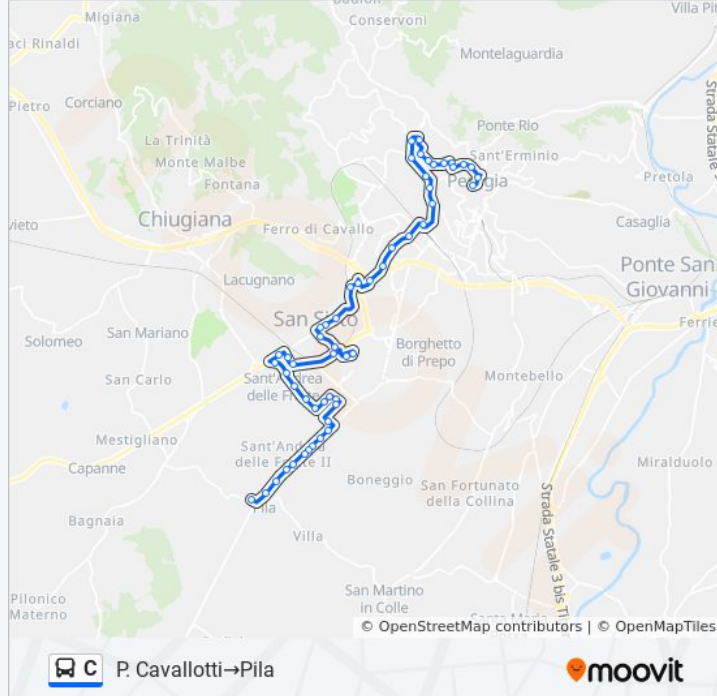 Migiana
Conservoni
Villa Pi
aci Rinaldi
Montelaguardia
Pietro
Corciano
Strada Statale 3
La Trinità
Monte Malbe
Ponte Rio
Sant'Erminio
Fontana
Perugia
Pretola
vieto
Chiugiana
Ferro di Cavallo
Casaglia
Lacugnano
Ponte San
Giovanni
San Sisto
Ferrie
Solomeo
San Mariano
Borghetto
di Prepo
San Carlo
Sant'Andrea
delle Fratte
Montebello
Mestigliano
Sant'Andrea
delle Fratte II
Miralduolo
Capanne
Boneggio
San Fortunato
della Collina
Strada Statale 3 bis Ti
Pila
Bagnaia
Villa
Pilonico
Materno
San Martino
in Colle
© OpenStreetMap contributors | © OpenMapTiles
C P. Cavallotti→Pila
moovit